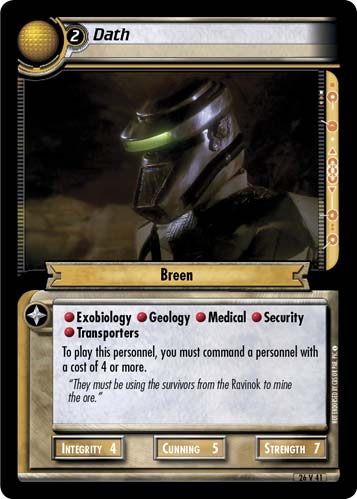 2 Dath
Breen
Exobiology Geology Medical Security
Transporters
To play this personnel, you must command a personnel
with a cost of 4 or more.
"They must be using the survivors from the Ravinok to mine
the ore."
INTEGRITY 4 CUNNING 5 STRENGTH 7
26 V 41